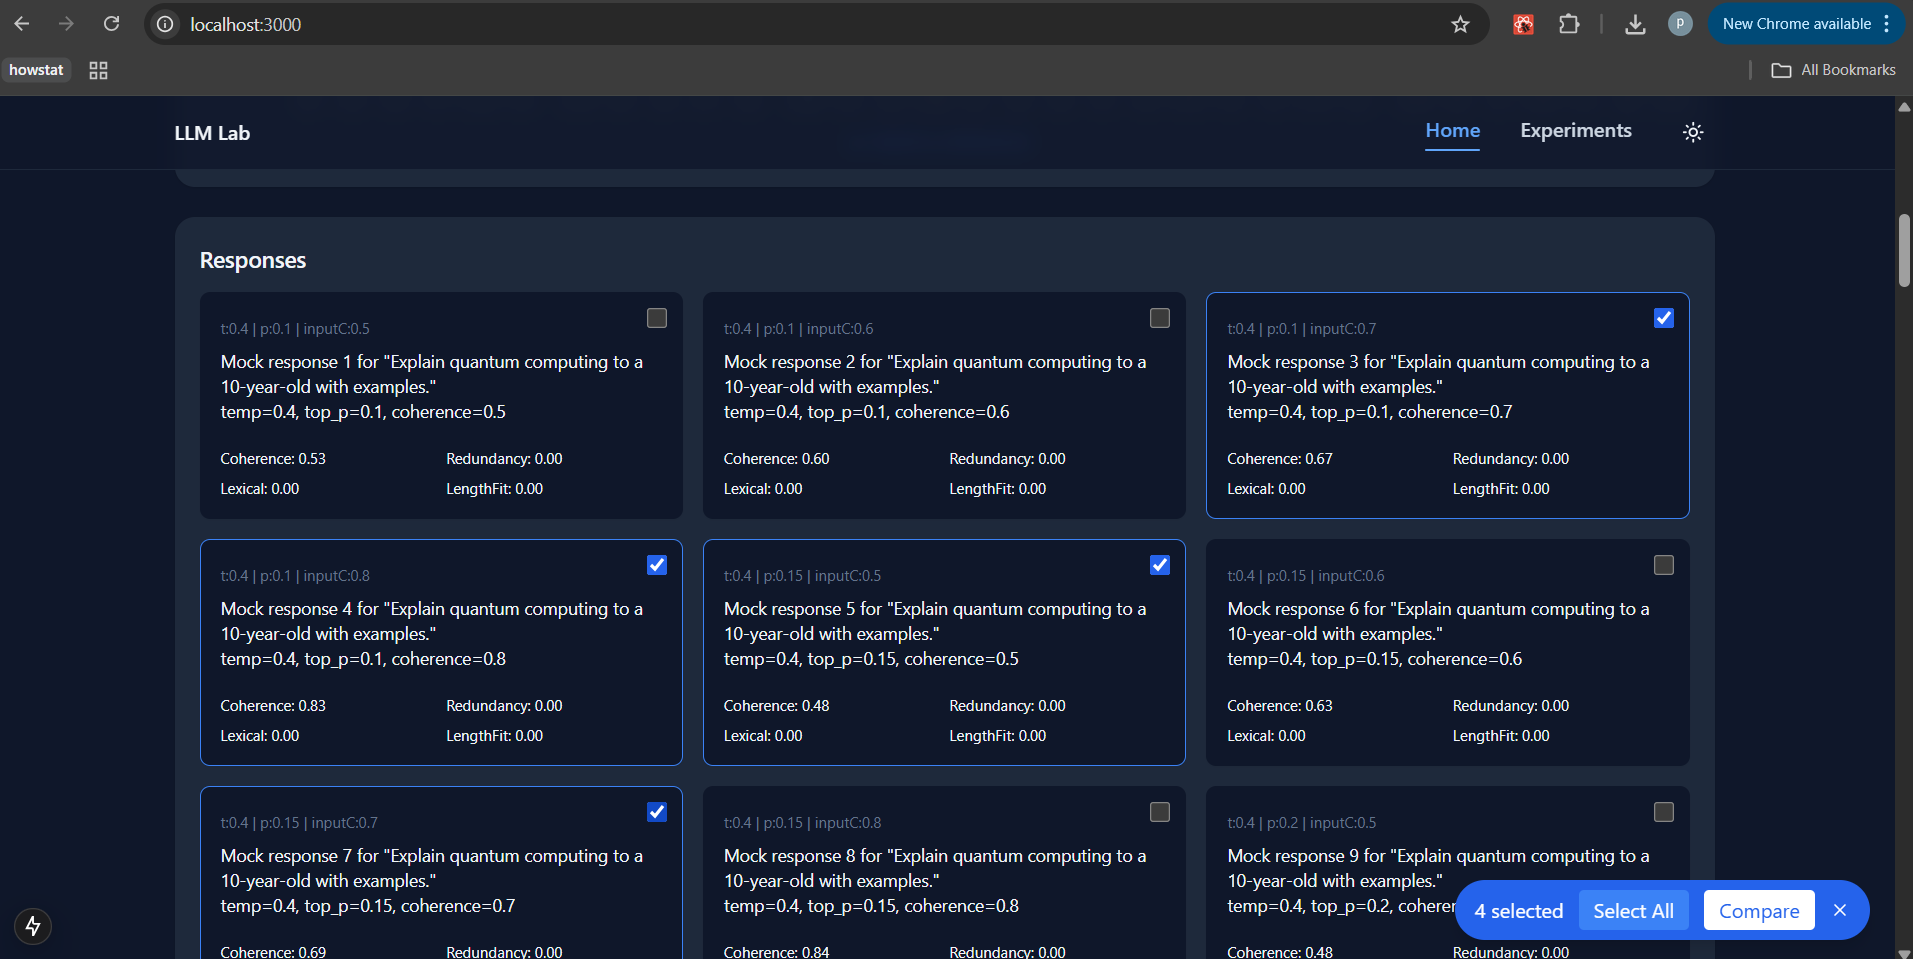 localhost:3000
P
New Chrome available
howstat
All Bookmarks
LLM Lab
Home
Experiments
Responses
t:0.4 | p:0.1 | inputC:0.5
Mock response 1 for "Explain quantum computing to a
10-year-old with examples."
temp=0.4, top_p=0.1, coherence=0.5
Coherence: 0.53
Redundancy: 0.00
Lexical: 0.00
LengthFit: 0.00
t:0.4 | p:0.1 | inputC:0.6
Mock response 2 for "Explain quantum computing to a
10-year-old with examples."
temp=0.4, top_p=0.1, coherence=0.6
Coherence: 0.60
Redundancy: 0.00
Lexical: 0.00
LengthFit: 0.00
t:0.4 | p:0.1 | inputC:0.7
Mock response 3 for "Explain quantum computing to a
10-year-old with examples."
temp=0.4, top_p=0.1, coherence=0.7
Coherence: 0.67
Redundancy: 0.00
Lexical: 0.00
LengthFit: 0.00
t:0.4 | p:0.1 | inputC:0.8
Mock response 4 for "Explain quantum computing to a
10-year-old with examples."
temp=0.4, top_p=0.1, coherence=0.8
Coherence: 0.83
Redundancy: 0.00
Lexical: 0.00
LengthFit: 0.00
t:0.4 | p:0.15 | inputC:0.5
Mock response 5 for "Explain quantum computing to a
10-year-old with examples."
temp=0.4, top_p=0.15, coherence=0.5
Coherence: 0.48
Redundancy: 0.00
Lexical: 0.00
LengthFit: 0.00
t:0.4 | p:0.15 | inputC:0.6
Mock response 6 for "Explain quantum computing to a
10-year-old with examples."
temp=0.4, top_p=0.15, coherence=0.6
Coherence: 0.63
Redundancy: 0.00
Lexical: 0.00
LengthFit: 0.00
t:0.4 | p:0.15 | inputC:0.7
Mock response 7 for "Explain quantum computing to a
10-year-old with examples."
temp=0.4, top_p=0.15, coherence=0.7
Coherence: 0.69
Redundancy: 0.00
t:0.4 | p:0.15 | inputC:0.8
Mock response 8 for "Explain quantum computing to a
10-year-old with examples."
temp=0.4, top_p=0.15, coherence=0.8
Coherence: 0.84
Redundancy: 0.00
t:0.4 | p:0.2 | inputC:0.5
Mock response 9 for "Explain quantum computing to a
10-year-old with examples."
temp=0.4, top_p=0.2, coherer
Coherence: 0.48
Redundancy: 0.00
4 selected
Select All
Compare